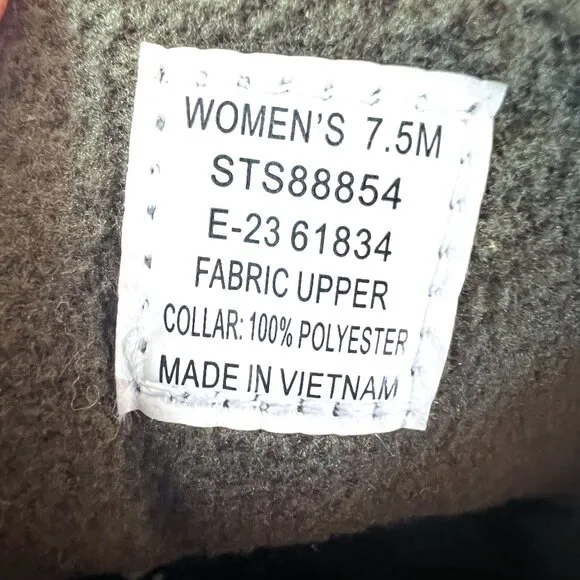 WOMEN'S 7.5M
STS88854
E-23 61834
FABRIC UPPER
COLLAR: 100% POLYESTER
MADE IN VIETNAM